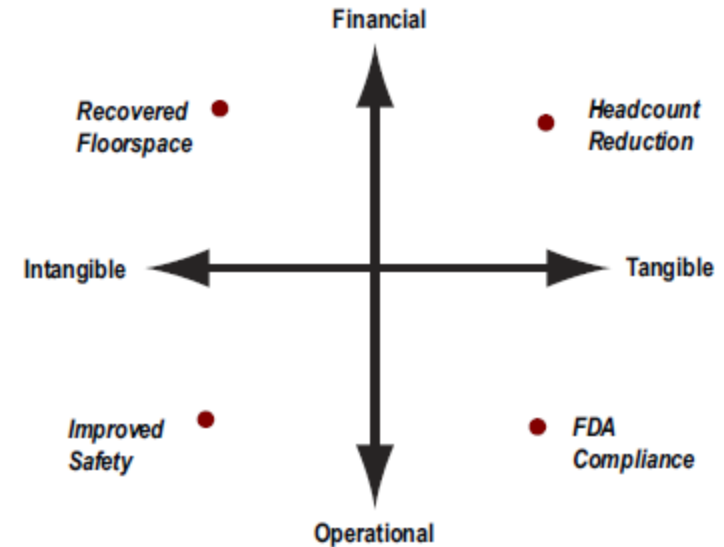 Financial
Recovered
Floorspace
Headcount
Reduction
Intangible
Tangible
Improved
Safety
FDA
Compliance
Operational